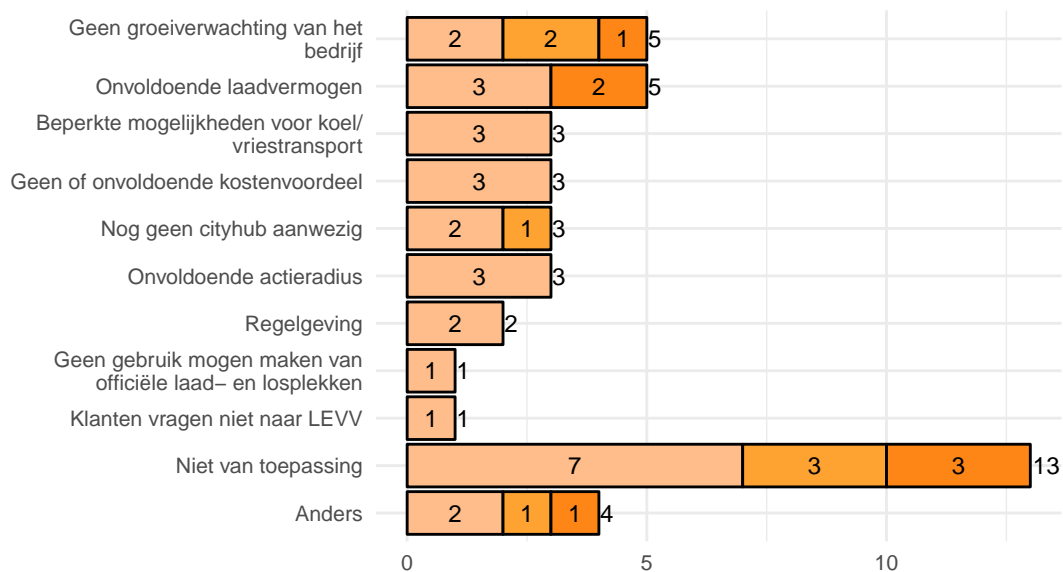 Geen groeiverwachting van het
bedrijf
2 2 1 5
Onvoldoende laadvermogen
3 2 5
Beperkte mogelijkheden voor koel/
vriestransport
3 3
Geen of onvoldoende kostenvoordeel
3 3
Nog geen cityhub aanwezig
2 1 3
Onvoldoende actieradius
3 3
Regelgeving
2 2
Geen gebruik mogen maken van
officiële laad– en losplekken
1 1
Klanten vragen niet naar LEVV
1 1
Niet van toepassing
7 3 3 13
Anders
2 1 1 4
0 5 10